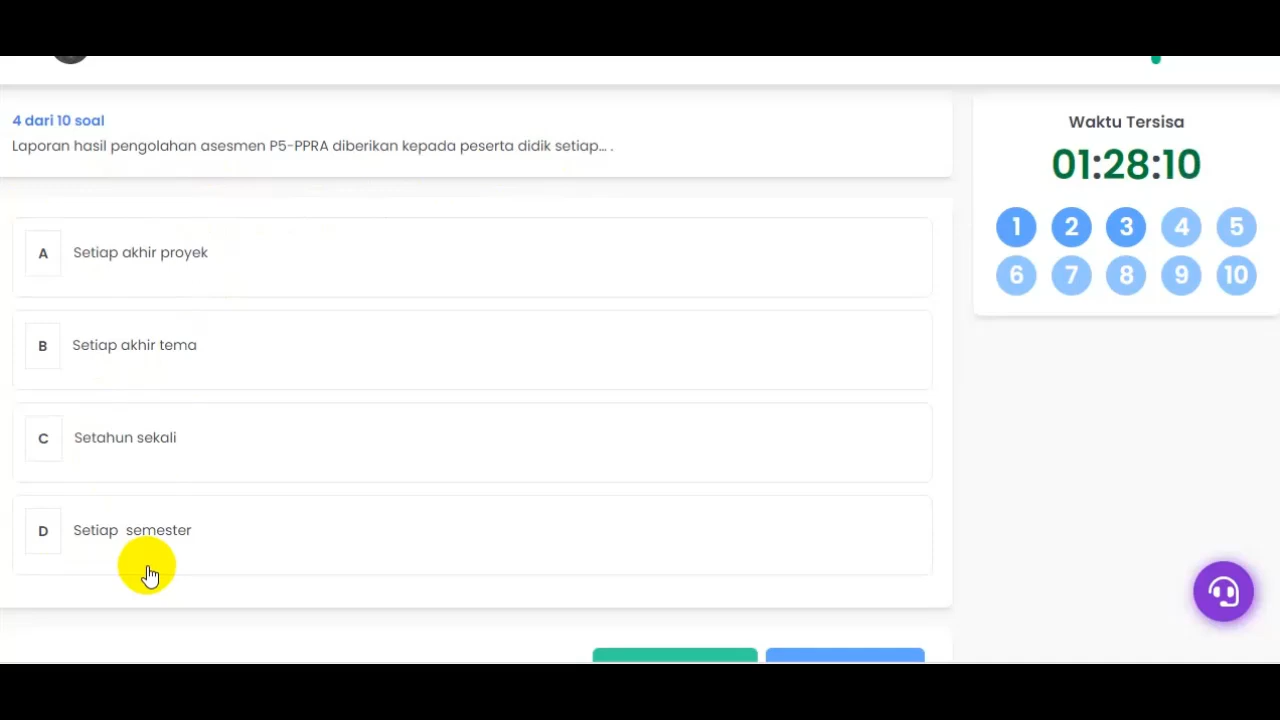 4 dari 10 soal
Laporan hasil pengolahan asesmen P5-PPRA diberikan kepada peserta didik setiap... .
A Setiap akhir proyek
B Setiap akhir tema
C Setahun sekali
D Setiap semester
Waktu Tersisa
01:28:10
1 2 3 4 5
6 7 8 9 10